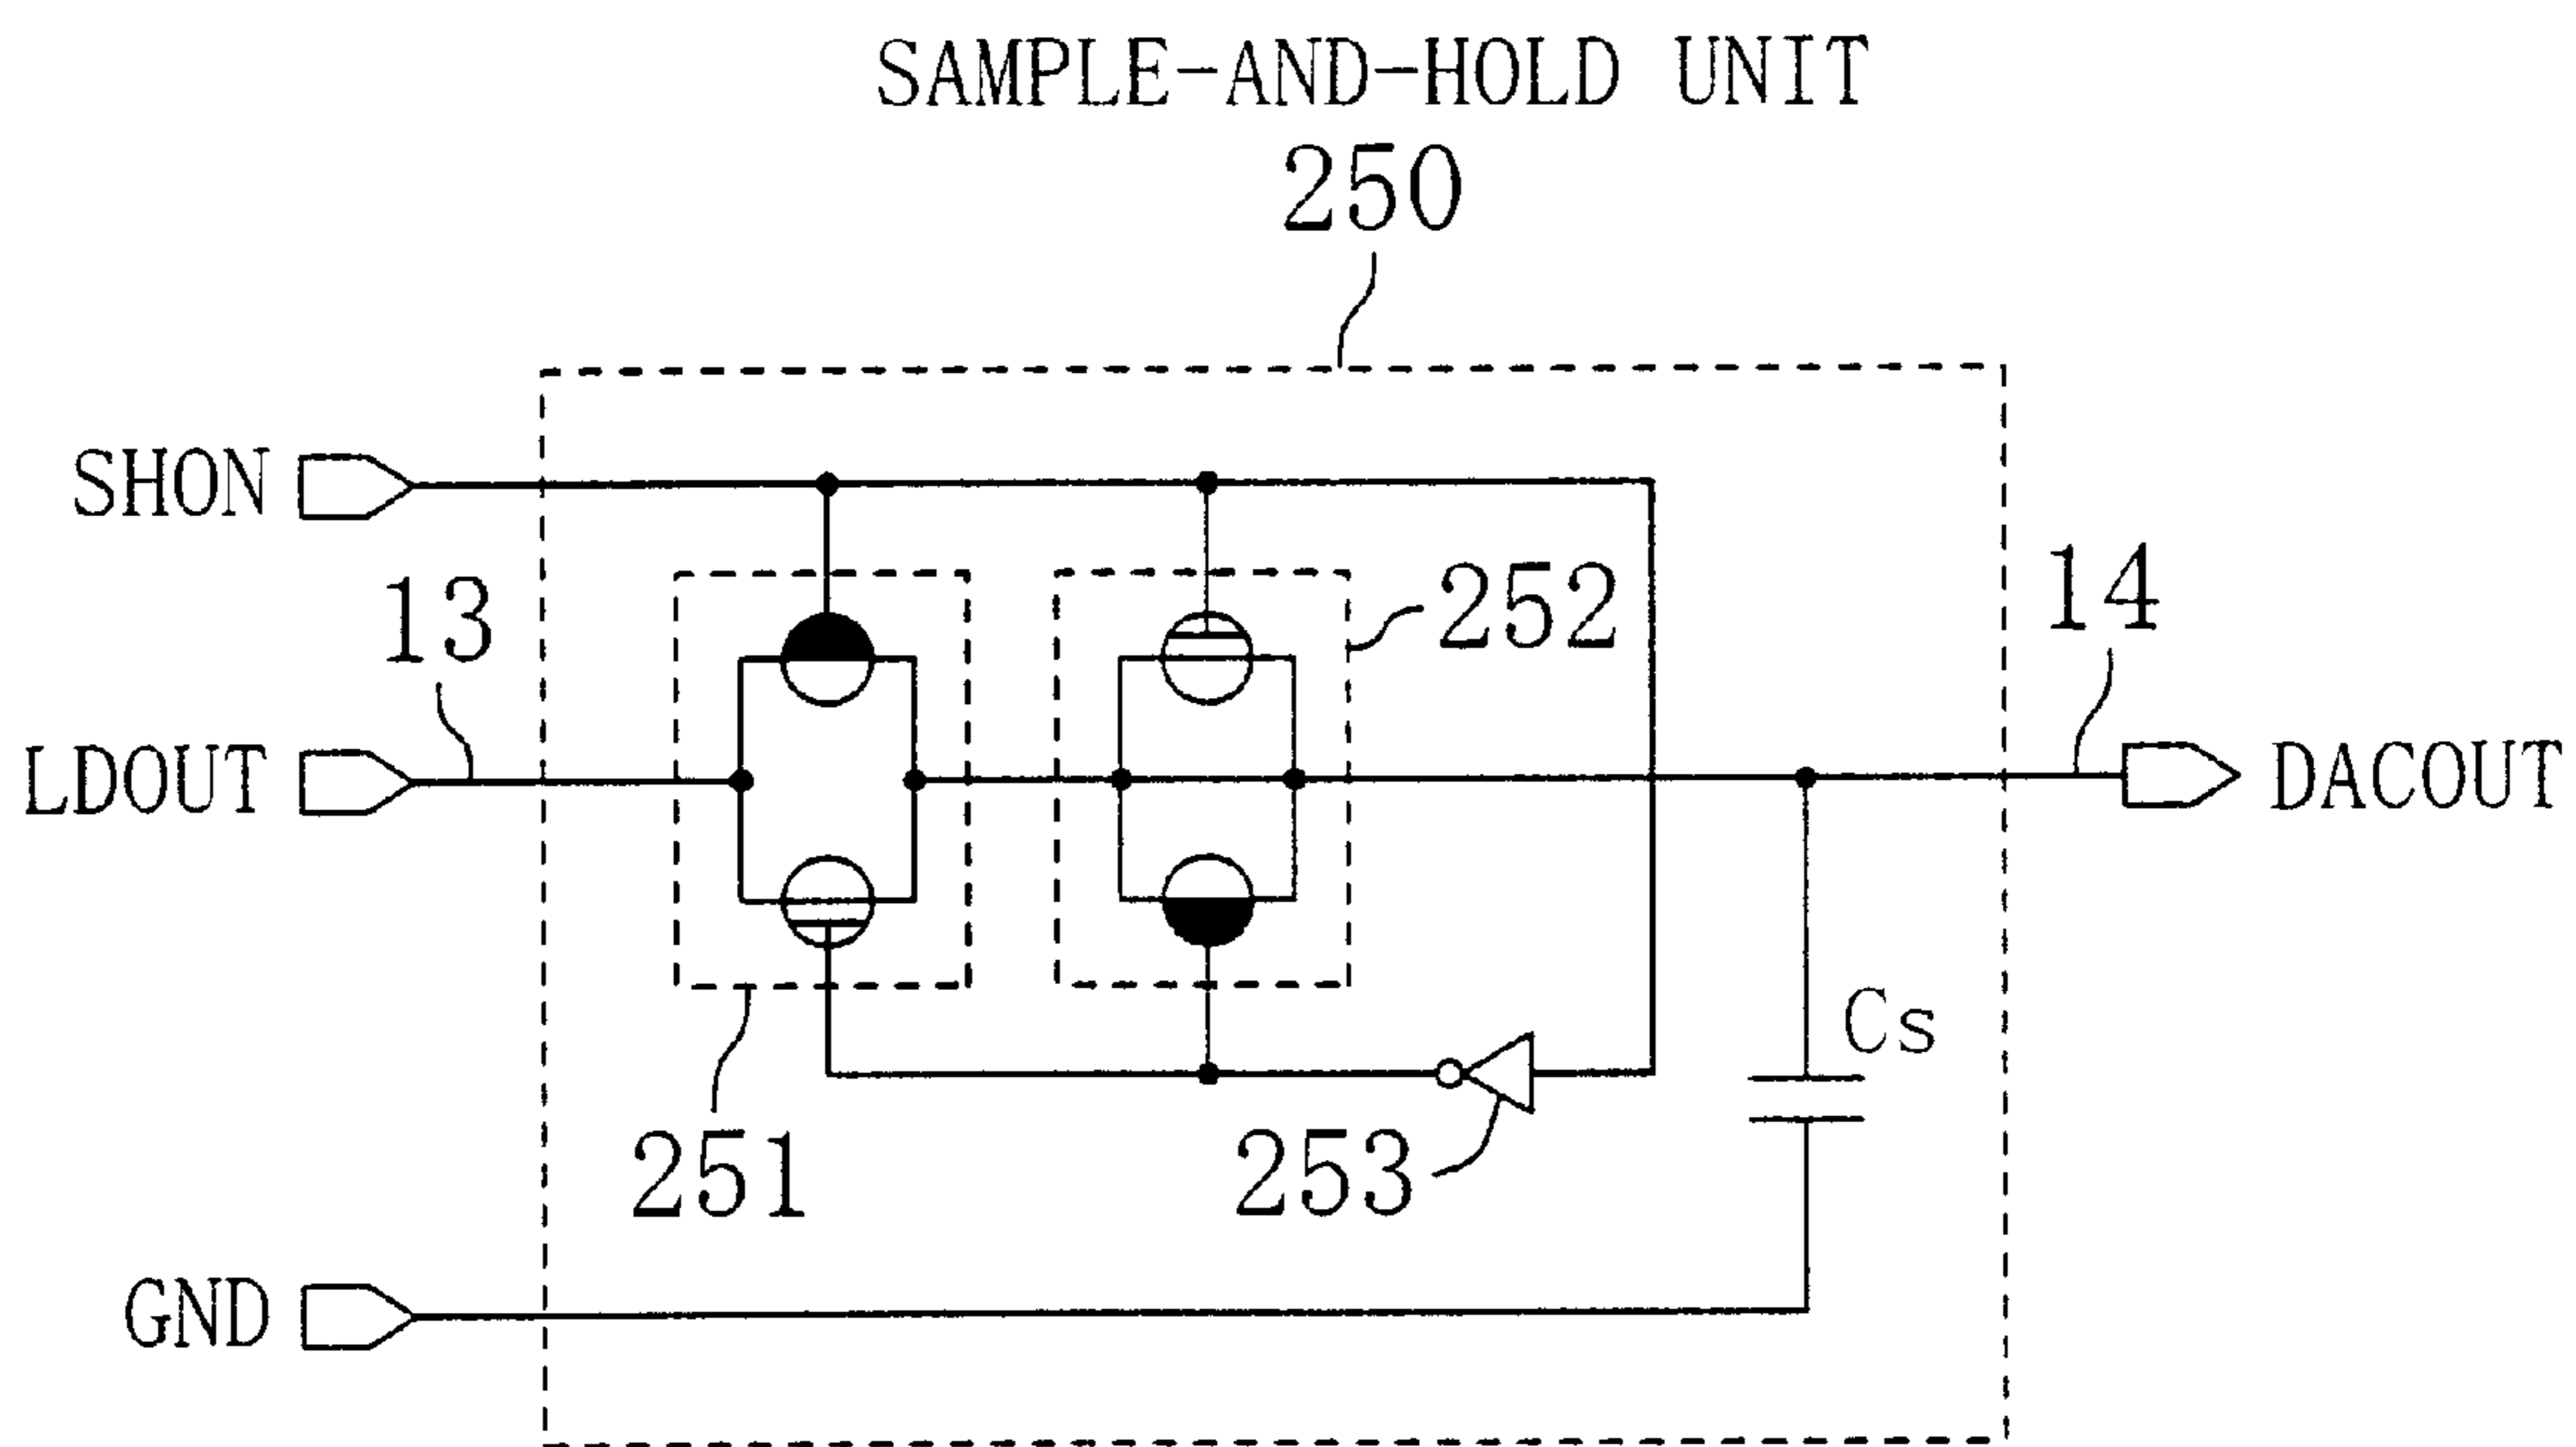 SAMPLE-AND-HOLD UNIT
250
SHON
13
252
14
LDOUT
DACOUT
Cs
251
253
GND